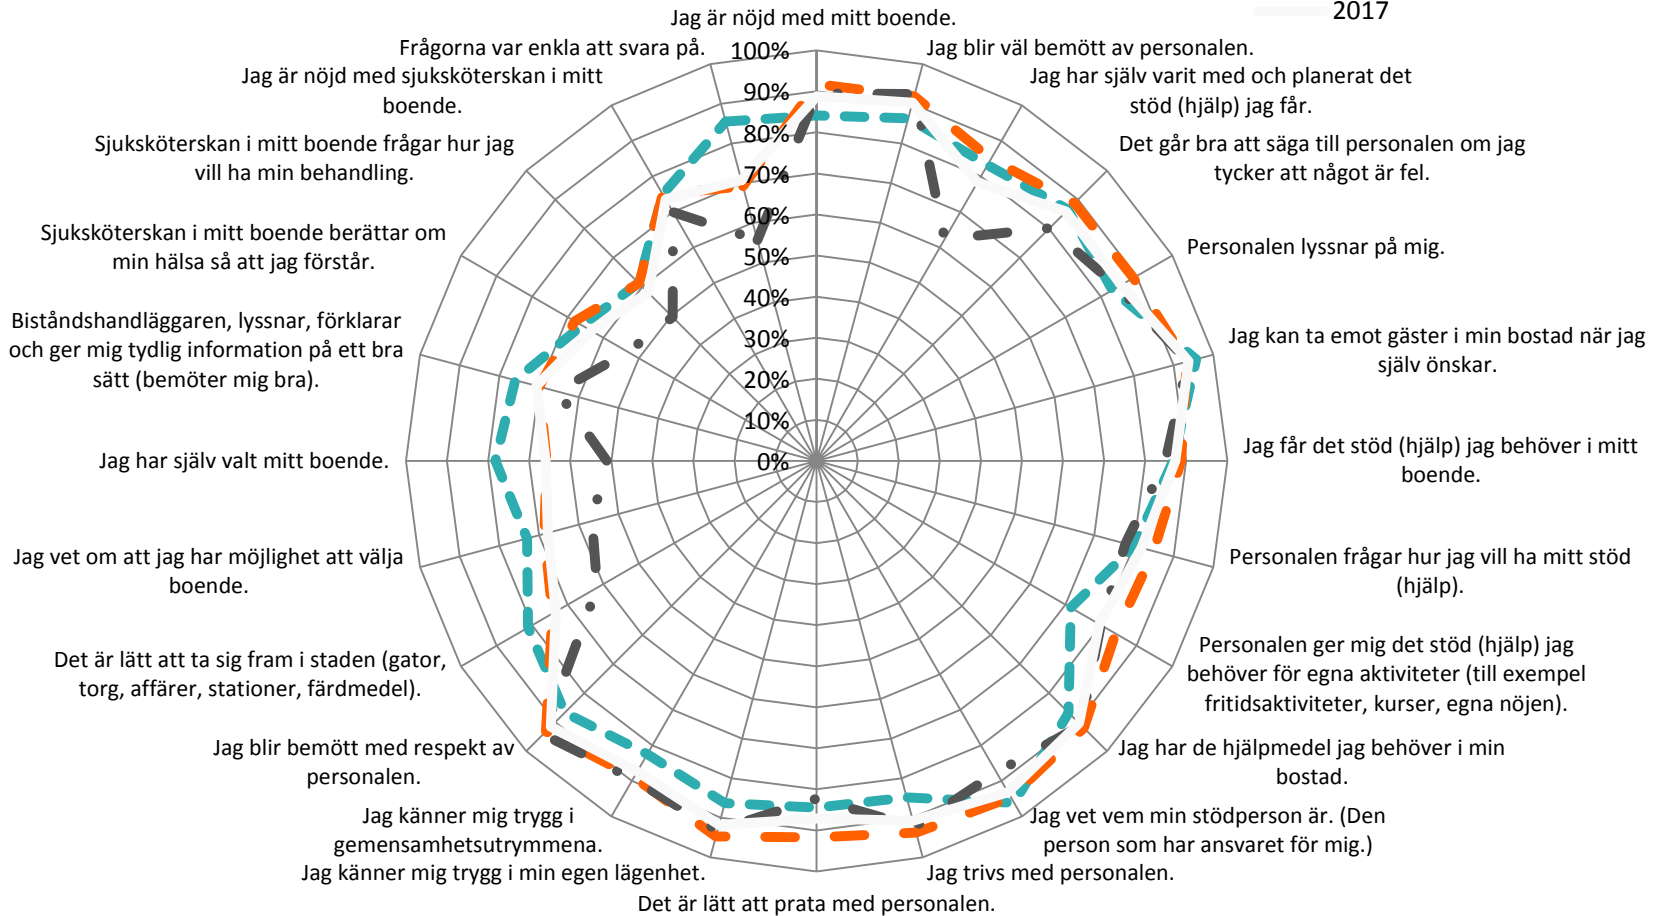 2017
Jag är nöjd med mitt boende.
Jag blir väl bemött av personalen.
Jag har själv varit med och planerat det
stöd (hjälp) jag får.
Det går bra att säga till personalen om jag
tycker att något är fel.
Personalen lyssnar på mig.
Jag kan ta emot gäster i min bostad när jag
själv önskar.
Jag får det stöd (hjälp) jag behöver i mitt
boende.
Personalen frågar hur jag vill ha mitt stöd
(hjälp).
Personalen ger mig det stöd (hjälp) jag
behöver för egna aktiviteter (till exempel
fritidsaktiviteter, kurser, egna nöjen).
Jag har de hjälpmedel jag behöver i min
bostad.
Jag vet vem min stödperson är. (Den
person som har ansvaret för mig.)
Jag trivs med personalen.
Det är lätt att prata med personalen.
Jag känner mig trygg i min egen lägenhet.
Jag känner mig trygg i
gemensamhetsutrymmena.
Jag blir bemött med respekt av
personalen.
Det är lätt att ta sig fram i staden (gator,
torg, affärer, stationer, färdmedel).
Jag vet om att jag har möjlighet att välja
boende.
Jag har själv valt mitt boende.
Biståndshandläggaren, lyssnar, förklarar
och ger mig tydlig information på ett bra
sätt (bemöter mig bra).
Sjuksköterskan i mitt boende berättar om
min hälsa så att jag förstår.
Sjuksköterskan i mitt boende frågar hur jag
vill ha min behandling.
Jag är nöjd med sjuksköterskan i mitt
boende.
Frågorna var enkla att svara på.
100%
90%
80%
70%
60%
50%
40%
30%
20%
10%
0%